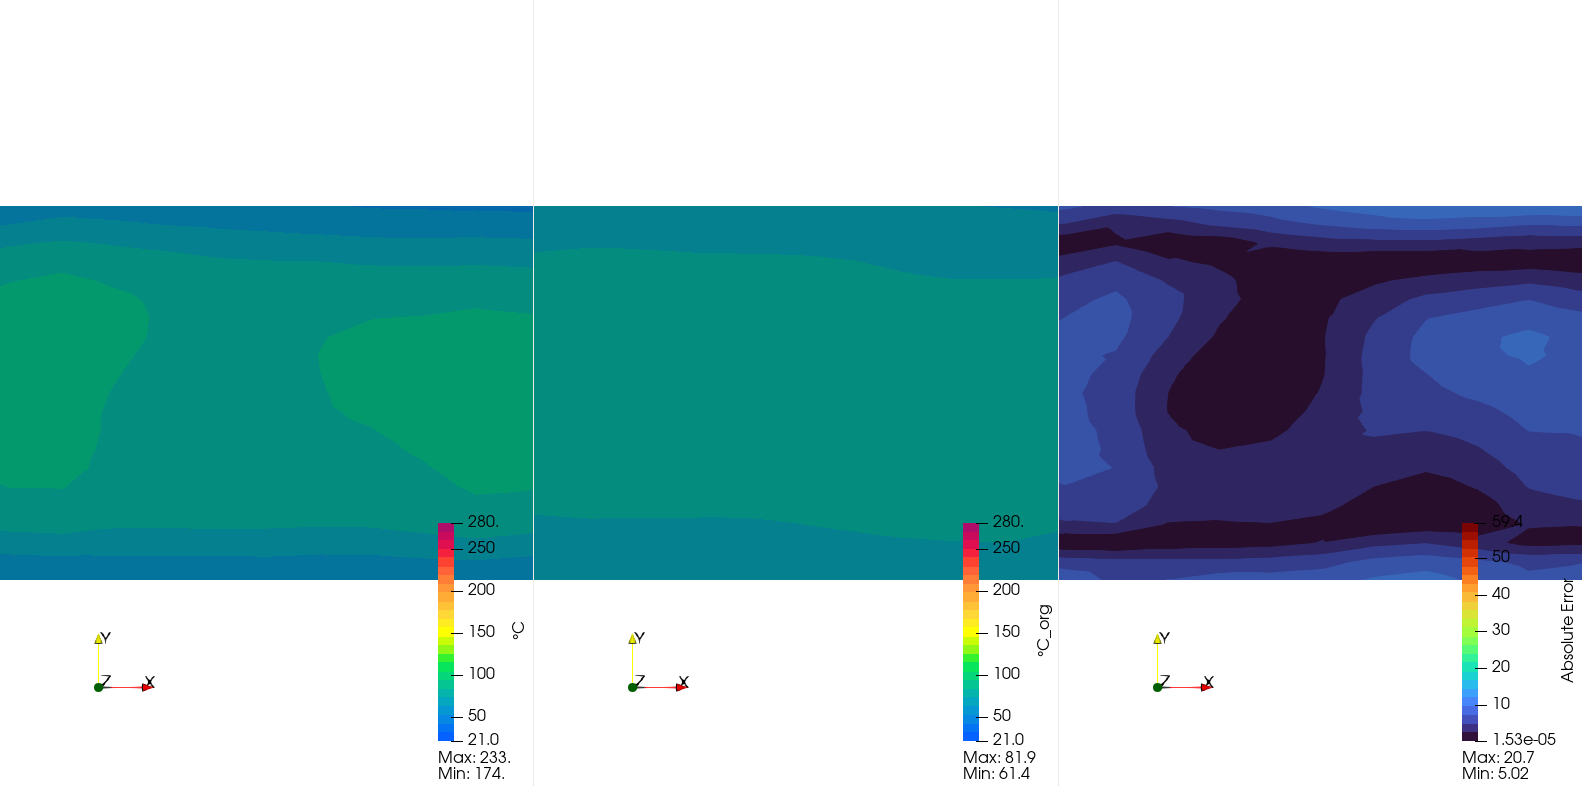 280.
250
200
150
100
50
21.0
°C
Max: 233.
Min: 174.
Y
Z
X
280.
250
200
150
100
50
21.0
°C_org
Max: 81.9
Min: 61.4
Y
Z
X
59.4
50
40
30
20
10
1.53e-05
Absolute Error
Max: 20.7
Min: 5.02
Y
Z
X